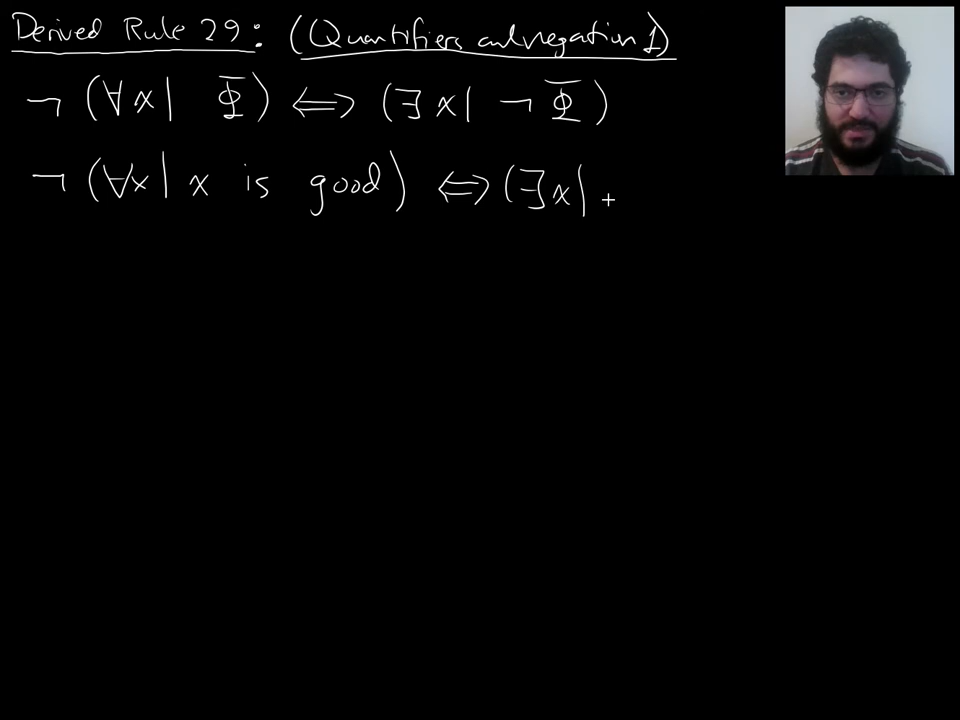 Derived Rule 29: (Quantifiers and negation 1)
¬ (∀x| Φ) ⟺ (∃x| ¬ Φ)
¬ (∀x| x is good) ⟺ (∃x|